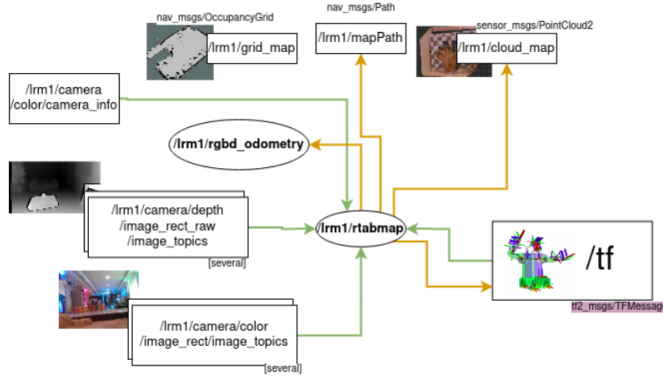 nav_msgs/Path
nav_msgs/OccupancyGrid
sensor_msgs/PointCloud2
/lrm1/grid_map
/lrm1/mapPath
/lrm1/cloud_map
/lrm1/camera
/color/camera_info
/lrm1/rgbd_odometry
/lrm1/camera/depth
/image_rect_raw
/image_topics
[several]
/lrm1/rtabmap
/tf
tf2_msgs/TFMessage
/lrm1/camera/color
/image_rect/image_topics
[several]